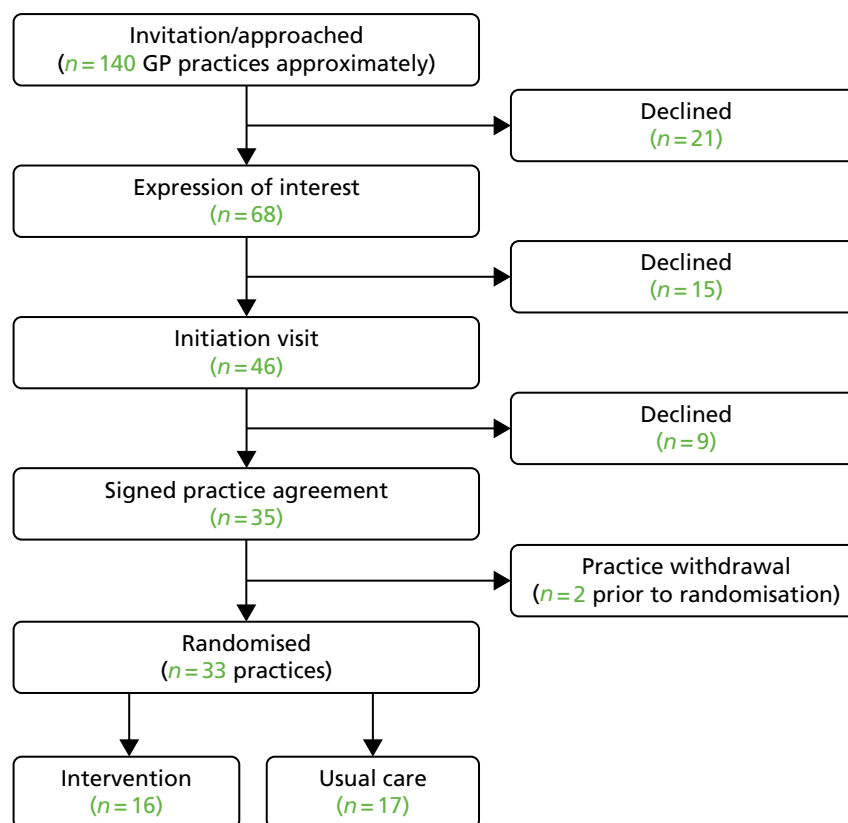 Invitation/approached
(n = 140 GP practices approximately)
Declined
(n = 21)
Expression of interest
(n = 68)
Declined
(n = 15)
Initiation visit
(n = 46)
Declined
(n = 9)
Signed practice agreement
(n = 35)
Practice withdrawal
(n = 2 prior to randomisation)
Randomised
(n = 33 practices)
Intervention
(n = 16)
Usual care
(n = 17)